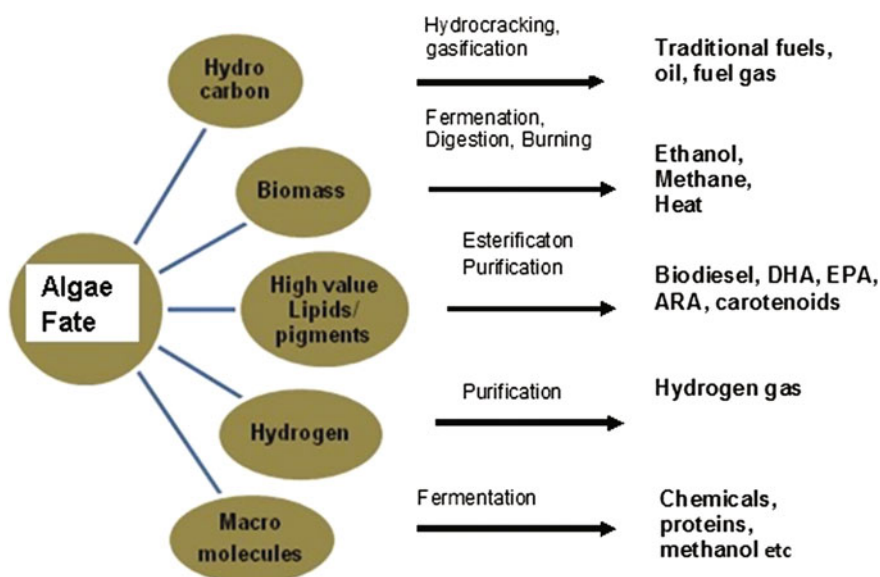 Hydro
carbon
Hydrocracking,
gasification
Traditional fuels,
oil, fuel gas
Biomass
Fermenation,
Digestion, Burning
Ethanol,
Methane,
Heat
Algae
Fate
High value
Lipids/
pigments
Esterificaton
Purification
Biodiesel, DHA, EPA,
ARA, carotenoids
Hydrogen
Purification
Hydrogen gas
Macro
molecules
Fermentation
Chemicals,
proteins,
methanol etc